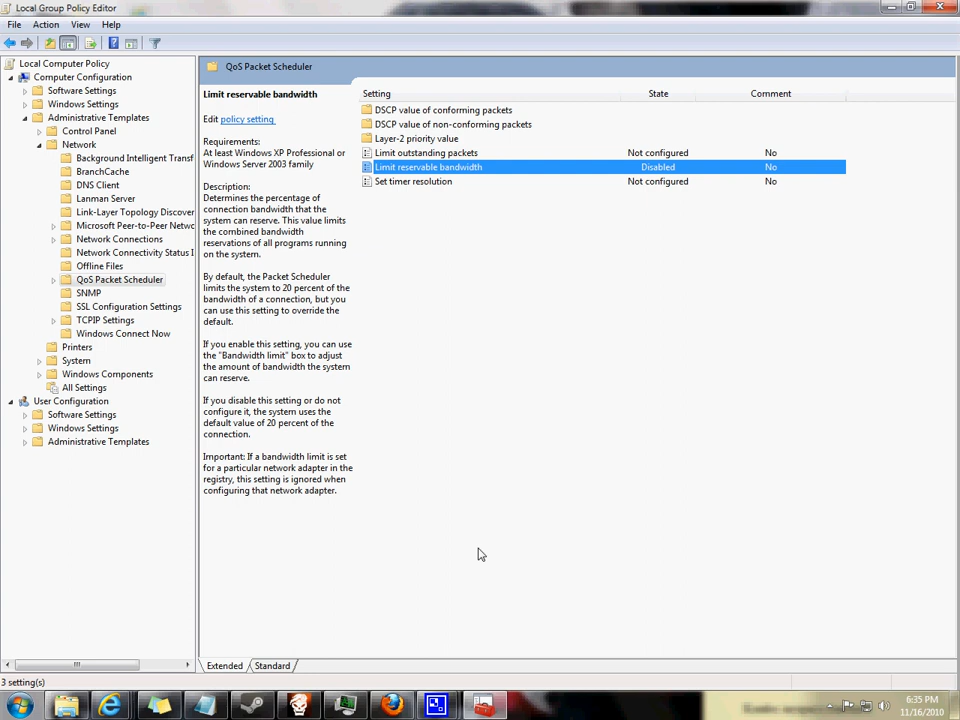 Local Group Policy Editor
File Action View Help
Local Computer Policy
Computer Configuration
Software Settings
Windows Settings
Administrative Templates
Control Panel
Network
Background Intelligent Transf
BranchCache
DNS Client
Lanman Server
Link-Layer Topology Discover
Microsoft Peer-to-Peer Netwc
Network Connections
Network Connectivity Status I
Offline Files
QoS Packet Scheduler
SNMP
SSL Configuration Settings
TCPIP Settings
Windows Connect Now
Printers
System
Windows Components
All Settings
User Configuration
Software Settings
Windows Settings
Administrative Templates
QoS Packet Scheduler
Limit reservable bandwidth
Edit policy setting
Requirements:
At least Windows XP Professional or
Windows Server 2003 family
Description:
Determines the percentage of
connection bandwidth that the
system can reserve. This value limits
the combined bandwidth
reservations of all programs running
on the system.
By default, the Packet Scheduler
limits the system to 20 percent of the
bandwidth of a connection, but you
can use this setting to override the
default.
If you enable this setting, you can use
the "Bandwidth limit" box to adjust
the amount of bandwidth the system
can reserve.
If you disable this setting or do not
configure it, the system uses the
default value of 20 percent of the
connection.
Important: If a bandwidth limit is set
for a particular network adapter in the
registry, this setting is ignored when
configuring that network adapter.
Setting State Comment
DSCP value of conforming packets
DSCP value of non-conforming packets
Layer-2 priority value
Limit outstanding packets Not configured No
Limit reservable bandwidth Disabled No
Set timer resolution Not configured No
Extended Standard
3 setting(s)
6:35 PM
11/16/2010